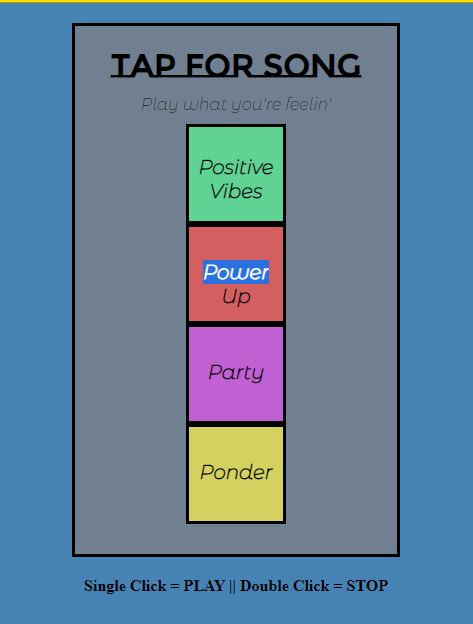 TAP FOR SONG
Play what you're feelin'
Positive
Vibes
Power
Up
Party
Ponder
Single Click = PLAY || Double Click = STOP